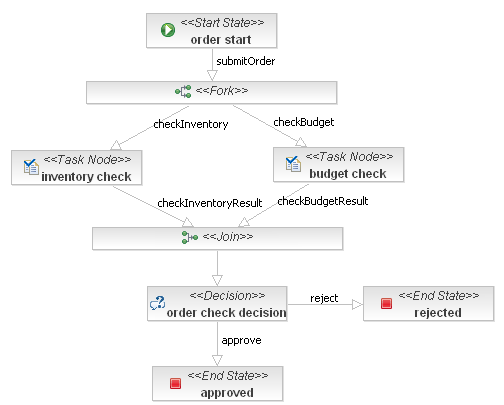 <<Start State>>
order start
submitOrder
<<Fork>>
checkInventory
checkBudget
<<Task Node>>
inventory check
<<Task Node>>
budget check
checkInventoryResult
checkBudgetResult
<<Join>>
<<Decision>>
order check decision
reject
<<End State>>
rejected
approve
<<End State>>
approved